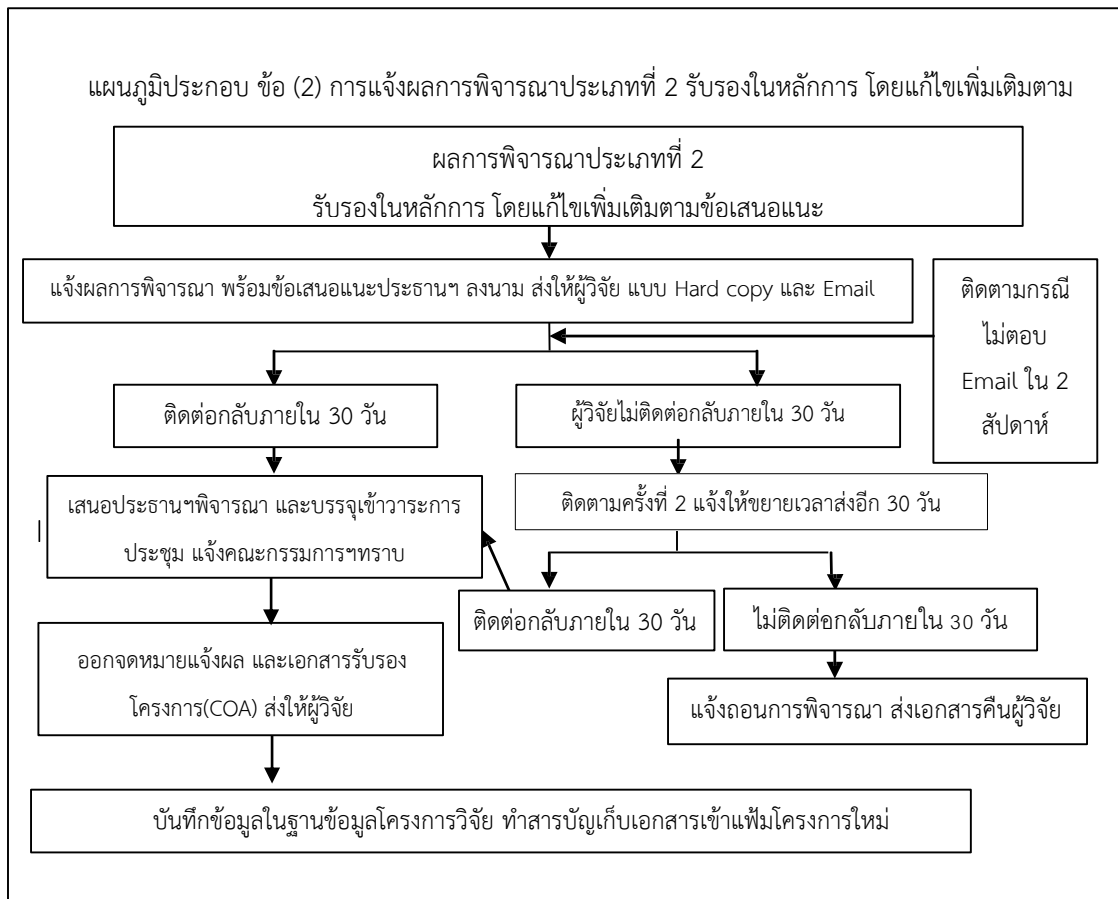 แผนภูมิประกอบ ข้อ (2) การแจ้งผลการพิจารณาประเภทที่ 2 รับรองในหลักการ โดยแก้ไขเพิ่มเติมตาม
ผลการพิจารณาประเภทที่ 2
รับรองในหลักการ โดยแก้ไขเพิ่มเติมตามข้อเสนอแนะ
แจ้งผลการพิจารณา พร้อมข้อเสนอแนะประธานฯ ลงนาม ส่งให้ผู้วิจัย แบบ Hard copy และ Email
ติดตามกรณี
ไม่ตอบ
Email ใน 2
สัปดาห์
ติดต่อกลับภายใน 30 วัน
ผู้วิจัยไม่ติดต่อกลับภายใน 30 วัน
เสนอประธานฯพิจารณา และบรรจุเข้าวาระการ
ประชุม แจ้งคณะกรรมการฯทราบ
ติดตามครั้งที่ 2 แจ้งให้ขยายเวลาส่งอีก 30 วัน
ติดต่อกลับภายใน 30 วัน
ไม่ติดต่อกลับภายใน 30 วัน
ออกจดหมายแจ้งผล และเอกสารรับรอง
โครงการ(COA) ส่งให้ผู้วิจัย
แจ้งถอนการพิจารณา ส่งเอกสารคืนผู้วิจัย
บันทึกข้อมูลในฐานข้อมูลโครงการวิจัย ทำสารบัญเก็บเอกสารเข้าแฟ้มโครงการใหม่